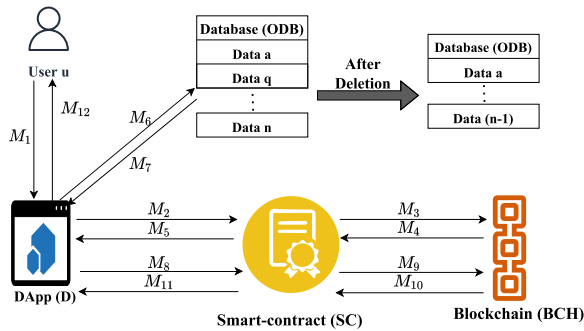 Database (ODB)
Data a
Data q
Data n
After
Deletion
Database (ODB)
Data a
Data (n-1)
User u
M1
M12
M6
M7
M2
M5
M8
M11
M3
M4
M9
M10
DApp (D)
Smart-contract (SC)
Blockchain (BCH)